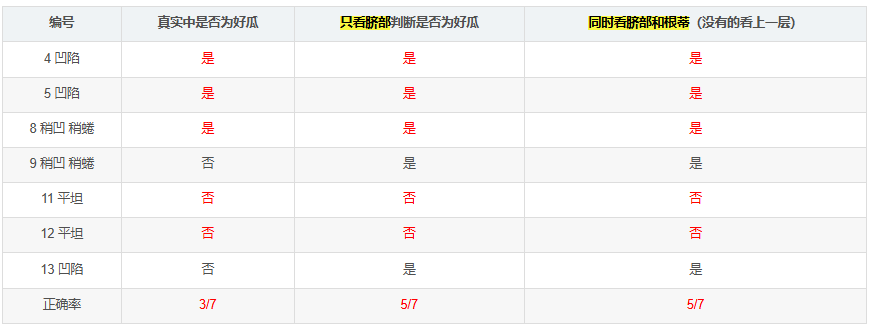 编号 真实中是否为好瓜 只看脐部判断是否为好瓜 同时看脐部和根蒂（没有的看上一层）
4 凹陷 是 是 是
5 凹陷 是 是 是
8 稍凹 稍蜷 是 是 是
9 稍凹 稍蜷 否 是 是
11 平坦 否 否 否
12 平坦 否 否 否
13 凹陷 否 是 是
正确率 3/7 5/7 5/7